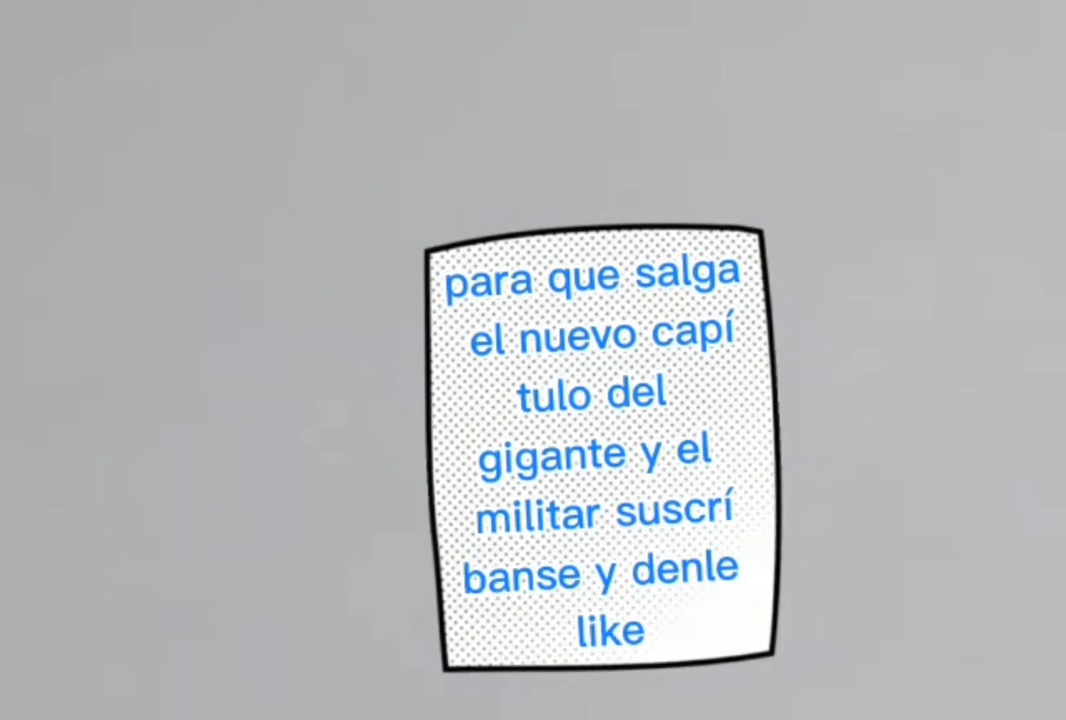 para que salga
el nuevo capí
tulo del
gigante y el
militar suscrí
banse y denle
like